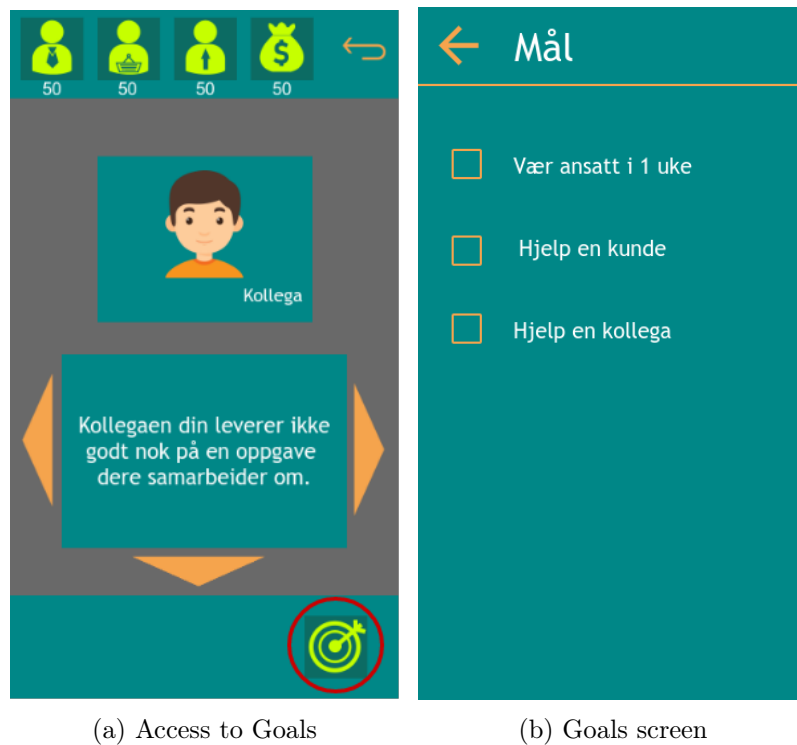 50 50 50 50
Kollega
Kollegaen din leverer ikke
godt nok på en oppgave
dere samarbeider om.
(a) Access to Goals
Mål
Vær ansatt i 1 uke
Hjelp en kunde
Hjelp en kollega
(b) Goals screen